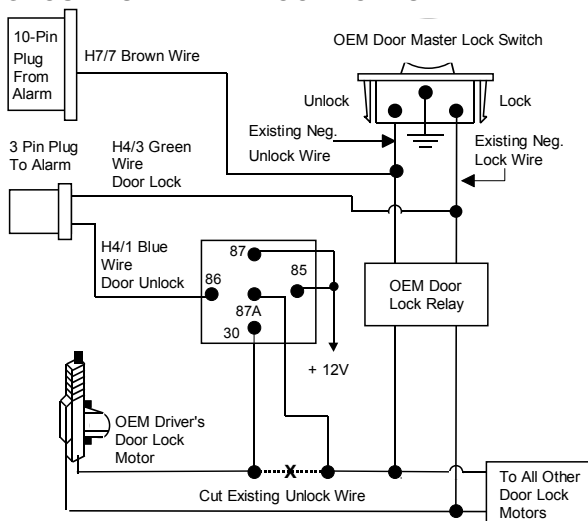 10-Pin
Plug
From
Alarm
H7/7 Brown Wire
OEM Door Master Lock Switch
Unlock
Lock
Existing Neg.
Unlock Wire
Existing Neg.
Lock Wire
3 Pin Plug
To Alarm
H4/3 Green
Wire
Door Lock
H4/1 Blue
Wire
Door Unlock
87
86
85
87A
30
+ 12V
OEM Door
Lock Relay
OEM Driver's
Door Lock
Motor
X
Cut Existing Unlock Wire
To All Other
Door Lock
Motors